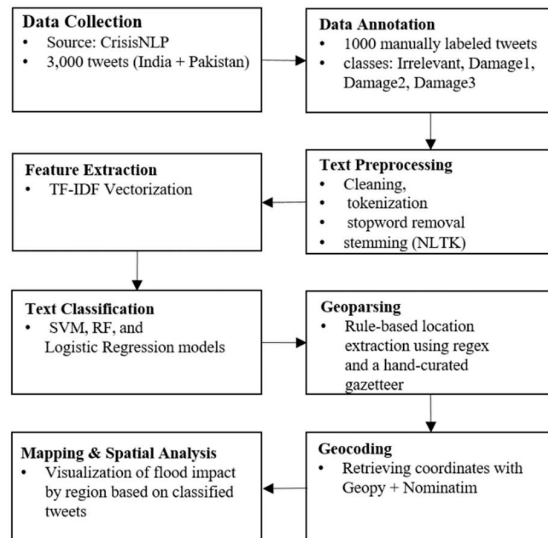 Data Collection
• Source: CrisisNLP
• 3,000 tweets (India + Pakistan)
Data Annotation
• 1000 manually labeled tweets
• classes: Irrelevant, Damage1,
Damage2, Damage3
Text Preprocessing
• Cleaning,
• tokenization
• stopword removal
• stemming (NLTK)
Feature Extraction
• TF-IDF Vectorization
Text Classification
• SVM, RF, and
Logistic Regression models
Geoparsing
• Rule-based location
extraction using regex
and a hand-curated
gazetteer
Geocoding
• Retrieving coordinates with
Geopy + Nominatim
Mapping & Spatial Analysis
• Visualization of flood impact
by region based on classified
tweets